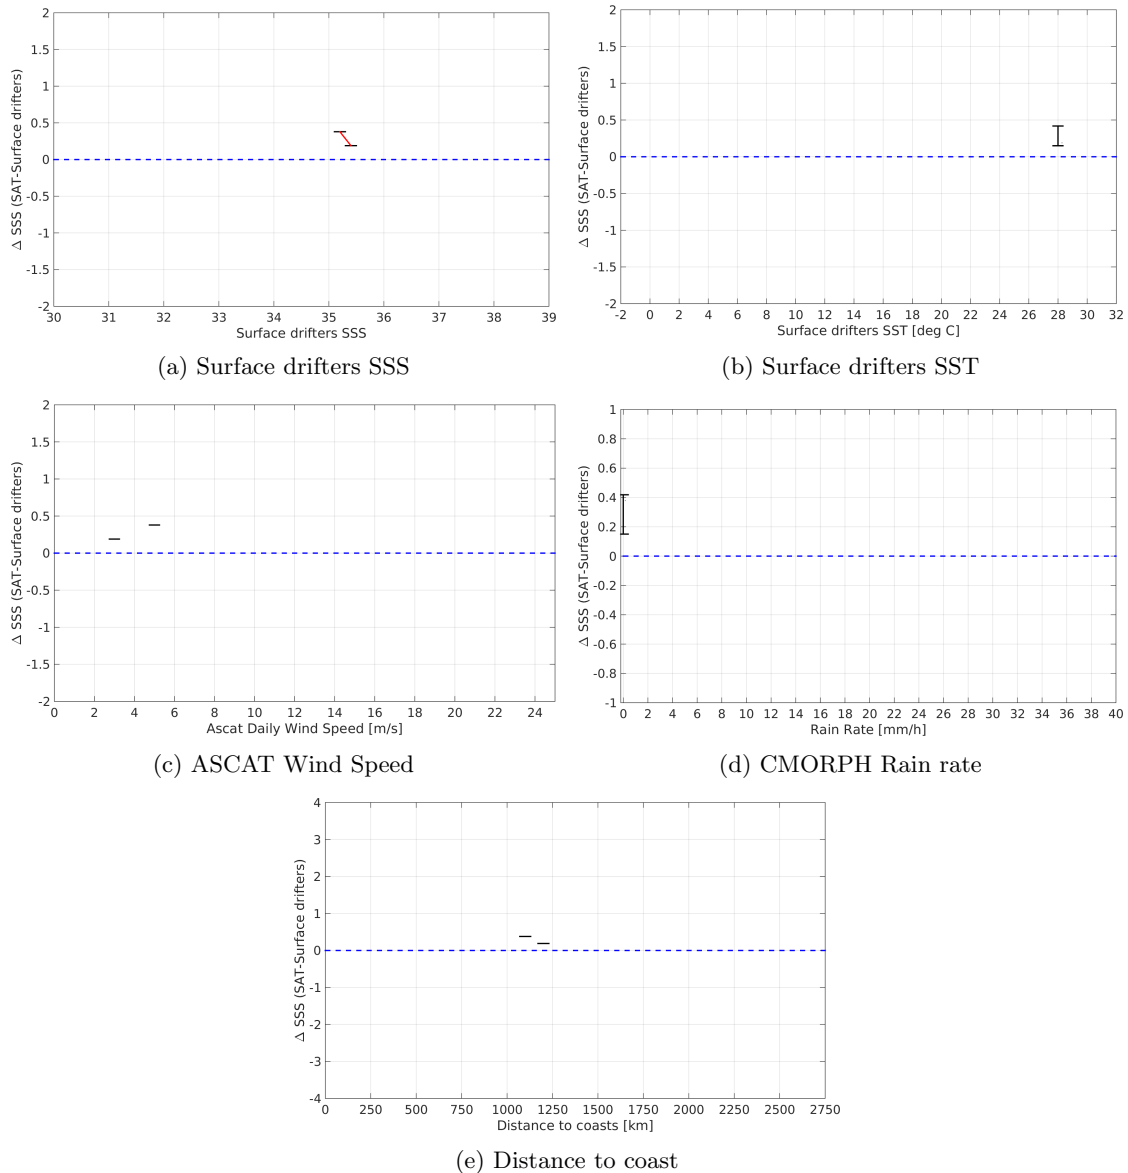 2
1.5
1
0.5
0
-0.5
-1
-1.5
-2
Δ SSS (SAT-Surface drifters)
30 31 32 33 34 35 36 37 38 39
Surface drifters SSS
(a) Surface drifters SSS
2
1.5
1
0.5
0
-0.5
-1
-1.5
-2
Δ SSS (SAT-Surface drifters)
-2 0 2 4 6 8 10 12 14 16 18 20 22 24 26 28 30 32
Surface drifters SST [deg C]
(b) Surface drifters SST
2
1.5
1
0.5
0
-0.5
-1
-1.5
-2
Δ SSS (SAT-Surface drifters)
0 2 4 6 8 10 12 14 16 18 20 22 24
Ascat Daily Wind Speed [m/s]
(c) ASCAT Wind Speed
1
0.8
0.6
0.4
0.2
0
-0.2
-0.4
-0.6
-0.8
-1
Δ SSS (SAT-Surface drifters)
0 2 4 6 8 10 12 14 16 18 20 22 24 26 28 30 32 34 36 38 40
Rain Rate [mm/h]
(d) CMORPH Rain rate
4
3
2
1
0
-1
-2
-3
-4
Δ SSS (SAT-Surface drifters)
0 250 500 750 1000 1250 1500 1750 2000 2250 2500 2750
Distance to coasts [km]
(e) Distance to coast